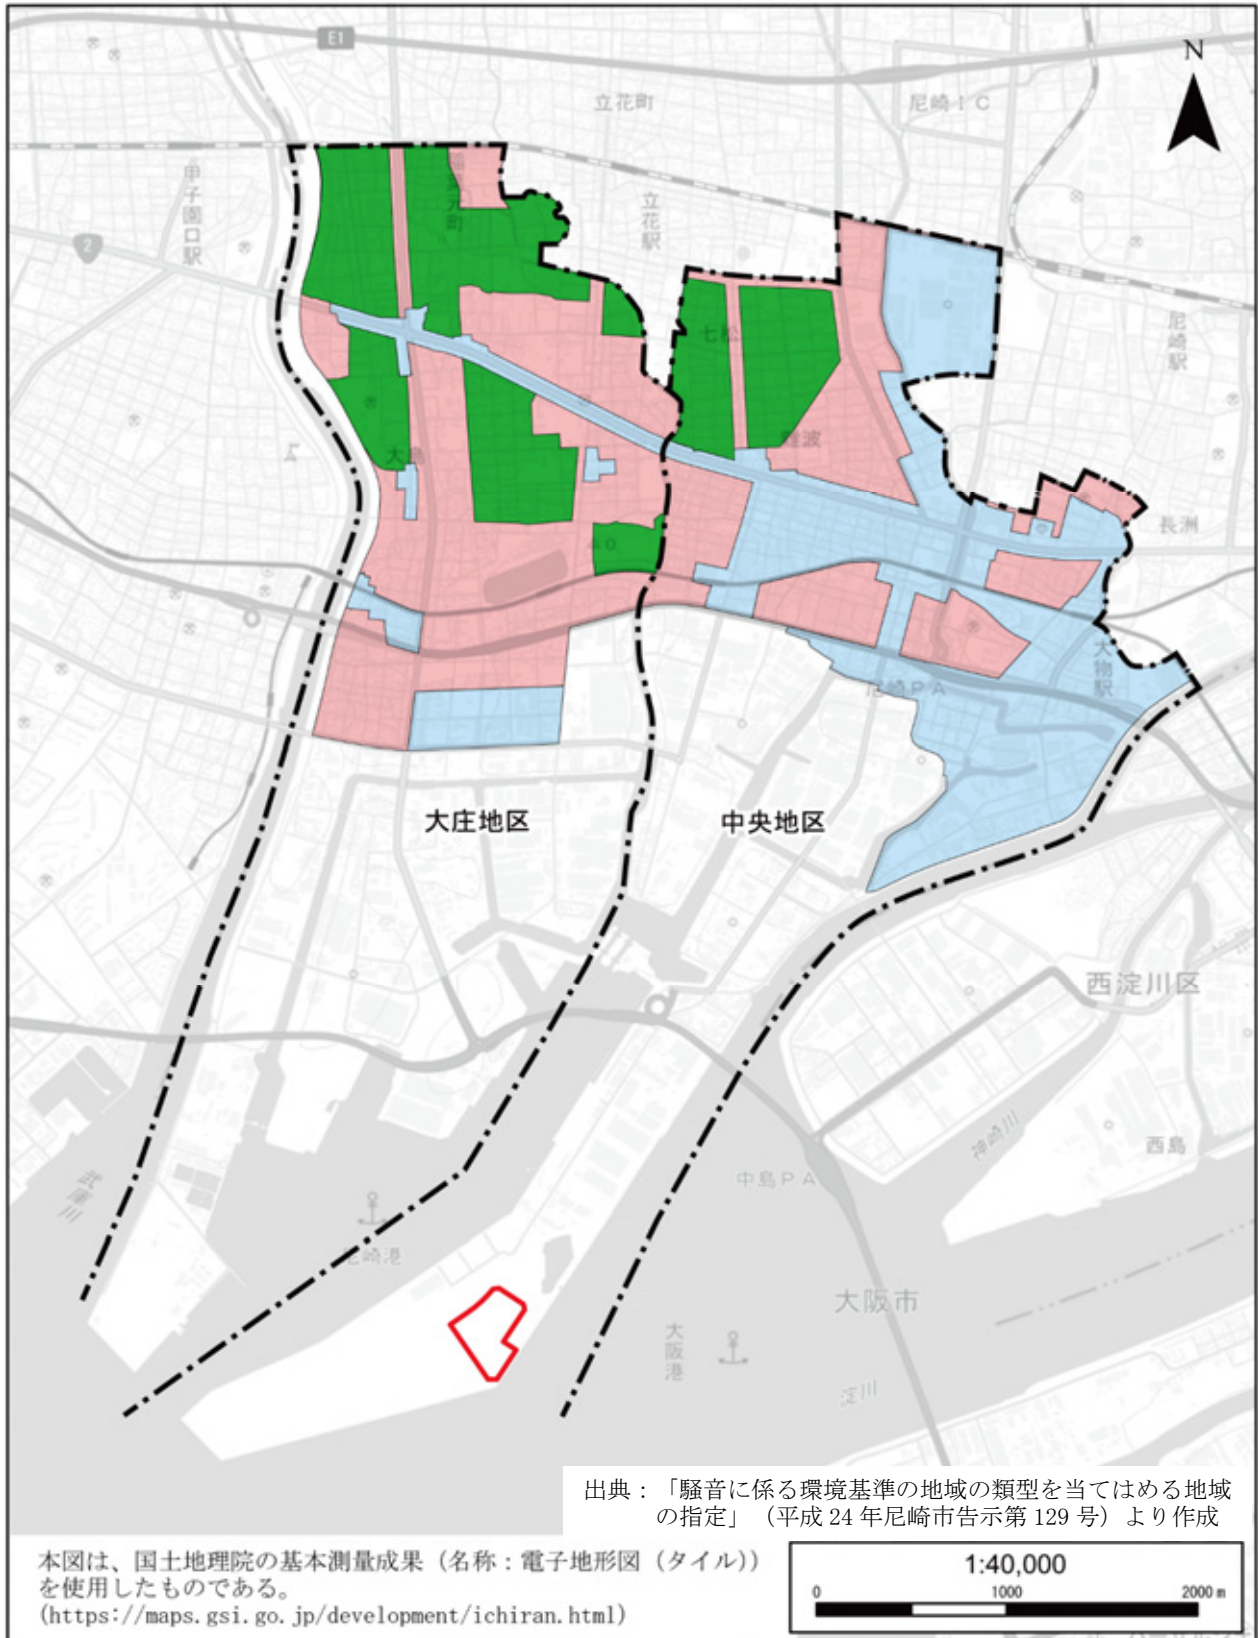 E1
N
立花町
尼崎IC
甲子園口駅
立花駅
2
七松
尼崎駅
大島
難波
長洲
大物駅
尼崎PA
大庄地区
中央地区
西淀川区
神崎川
西島
中島PA
武庫川
尼崎港
大阪市
大阪港
淀川
出典：「騒音に係る環境基準の地域の類型を当てはめる地域
の指定」（平成24年尼崎市告示第129号）より作成
本図は、国土地理院の基本測量成果（名称：電子地形図（タイル））
を使用したものである。
(https://maps.gsi.go.jp/development/ichiran.html)
1:40,000
0 1000 2000 m